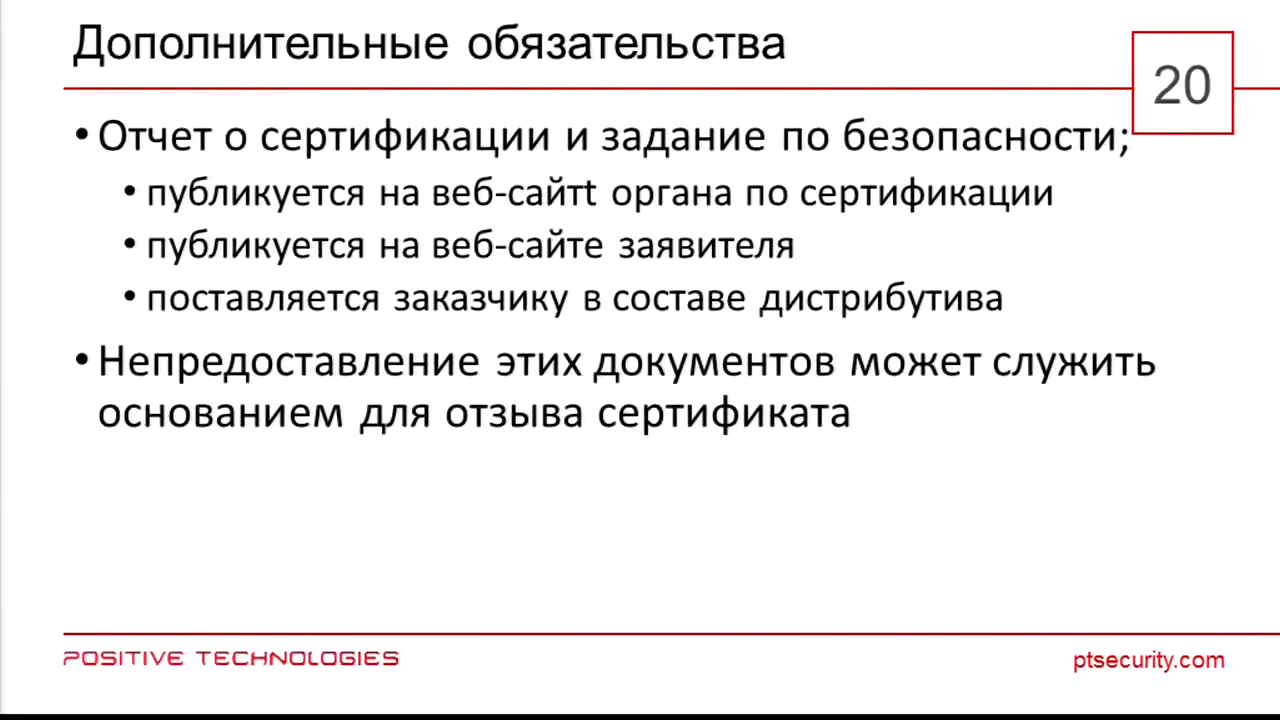 Дополнительные обязательства
20
• Отчет о сертификации и задание по безопасности;
• публикуется на веб-сайтt органа по сертификации
• публикуется на веб-сайте заявителя
• поставляется заказчику в составе дистрибутива
• Непредоставление этих документов может служить
основанием для отзыва сертификата
POSITIVE TECHNOLOGIES
ptsecurity.com